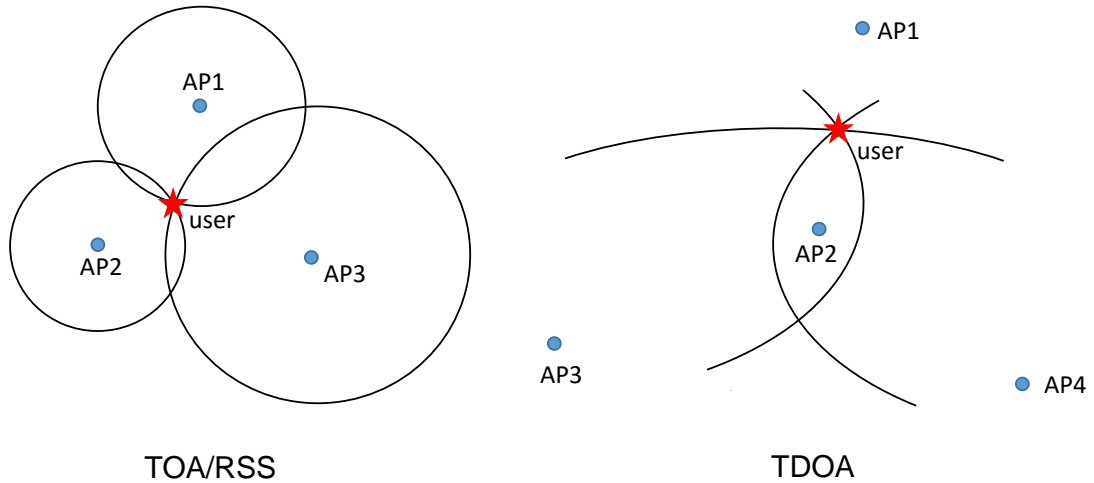 AP1
AP2
user
AP3
TOA/RSS
AP1
user
AP2
AP3
AP4
TDOA